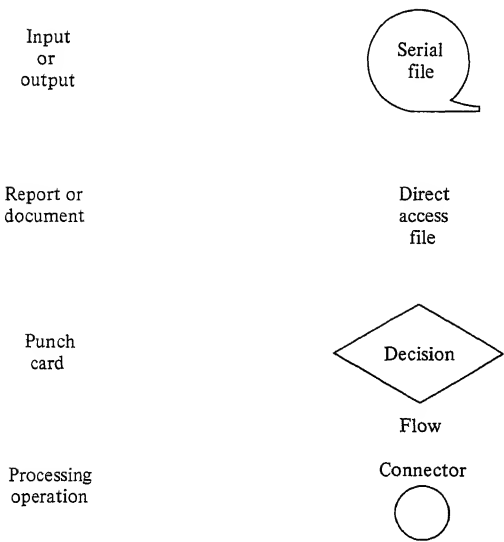 Input
or
output
Serial
file
Report or
document
Direct
access
file
Punch
card
Decision
Flow
Processing
operation
Connector